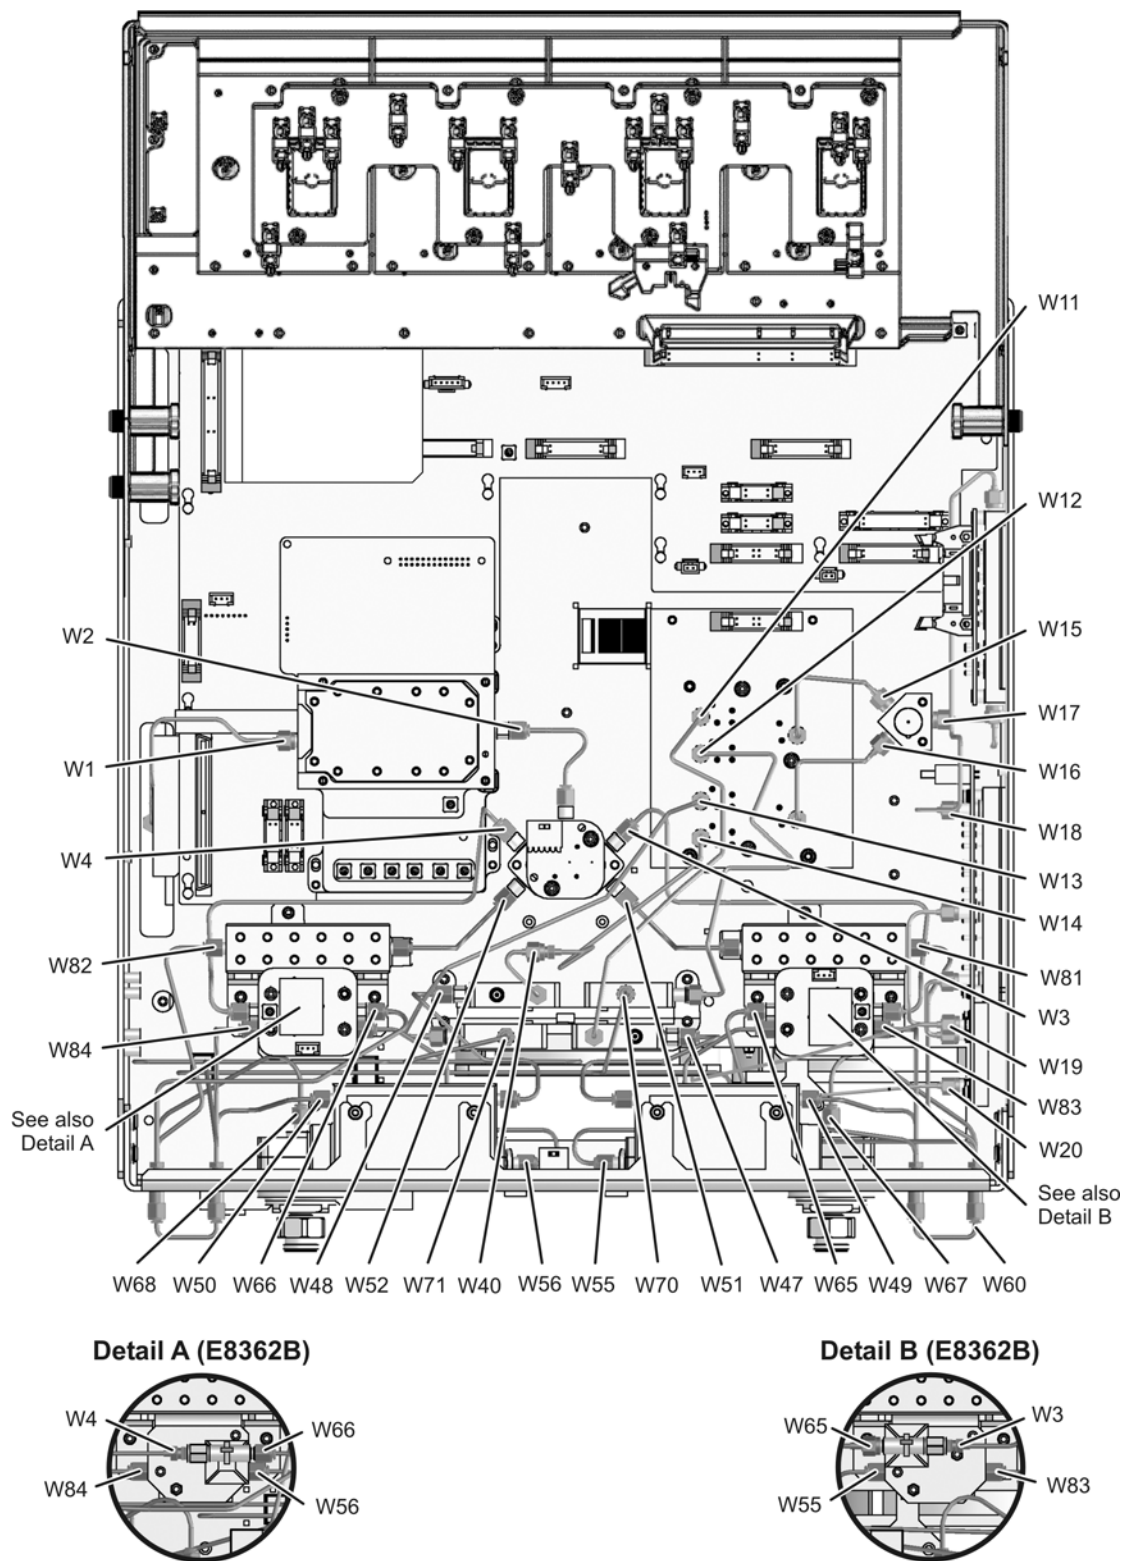 W11
W12
W2
W15
W17
W1
W16
W18
W4
W13
W14
W82
W81
W3
W84
W19
See also
Detail A
W83
W20
See also
Detail B
W68 W50 W66 W48 W52 W71 W40 W56 W55 W70 W51 W47 W65 W49 W67 W60
Detail A (E8362B)
W4
W66
W84
W56
Detail B (E8362B)
W65
W3
W55
W83